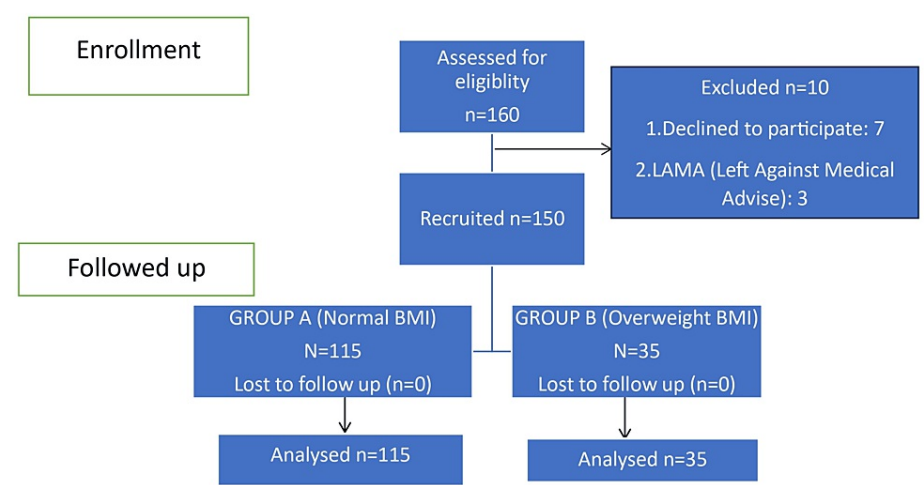 Enrollment
Assessed for
eligiblity
n=160
Excluded n=10
1.Declined to participate: 7
2.LAMA (Left Against Medical
Advise): 3
Recruited n=150
Followed up
GROUP A (Normal BMI)
N=115
Lost to follow up (n=0)
GROUP B (Overweight BMI)
N=35
Lost to follow up (n=0)
Analysed n=115
Analysed n=35